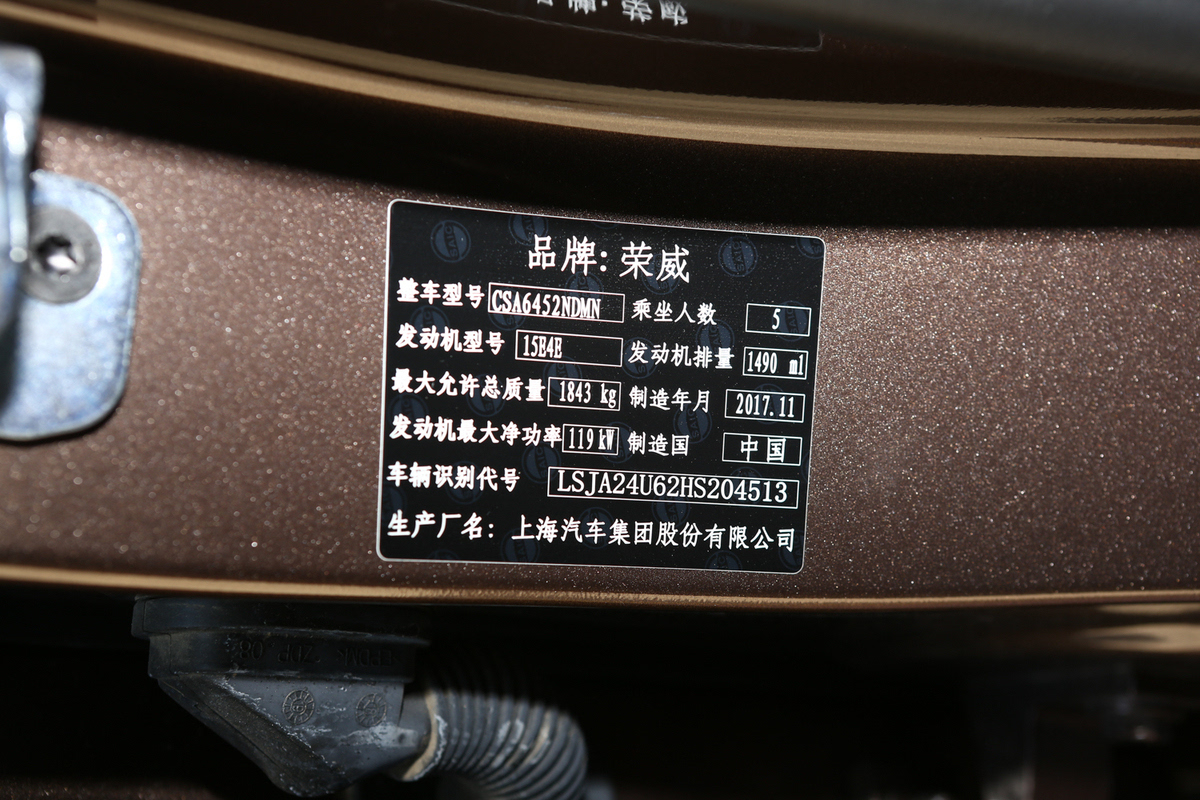 品牌：荣威
整车型号 CSA6452NDMN 乘坐人数 5
发动机型号 15E4E 发动机排量 1490 ml
最大允许总质量 1843 kg 制造年月 2017.11
发动机最大净功率 119 kW 制造国 中国
车辆识别代号 LSJA24U62HS204513
生产厂名：上海汽车集团股份有限公司